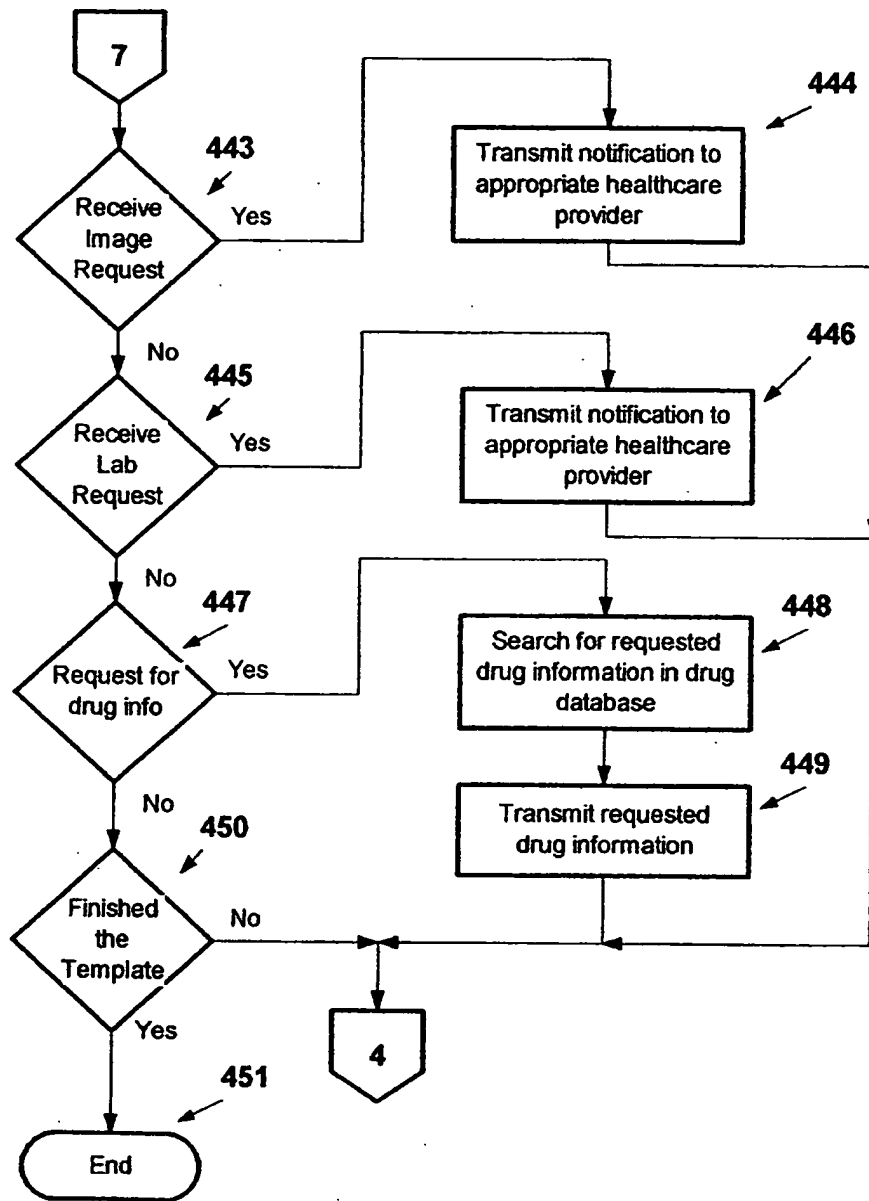 7
443
Receive
Image
Request
Yes
No
444
Transmit notification to
appropriate healthcare
provider
445
Receive
Lab
Request
Yes
No
446
Transmit notification to
appropriate healthcare
provider
447
Request for
drug info
Yes
No
448
Search for requested
drug information in drug
database
449
Transmit requested
drug information
450
Finished
the
Template
No
Yes
4
451
End